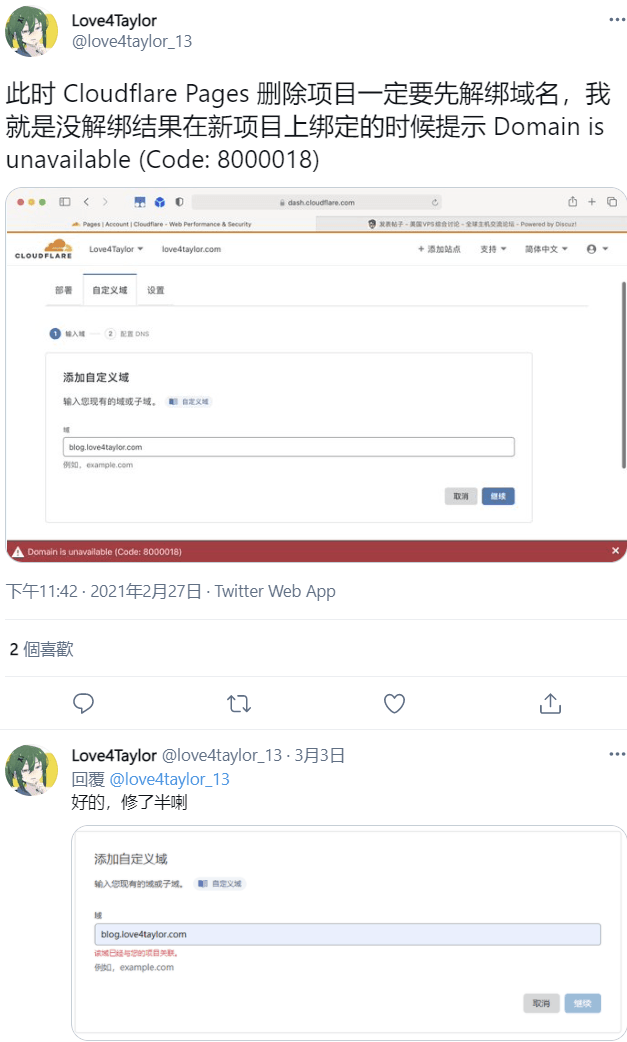 Love4Taylor
@love4taylor_13
此时 Cloudflare Pages 删除项目一定要先解绑域名，我
就是没解绑结果在新项目上绑定的时候提示 Domain is
unavailable (Code: 8000018)
dash.cloudflare.com
Pages | Account | Cloudflare - Web Performance & Security
发表帖子 - 美国VPS综合讨论 - 全球主机交流论坛 - Powered by Discuz!
CLOUDFLARE
Love4Taylor
love4taylor.com
+ 添加站点
支持
简体中文
部署
自定义域
设置
1 输入域
2 配置 DNS
添加自定义域
输入您现有的域或子域。
自定义域
域
blog.love4taylor.com
例如，example.com
取消
继续
Domain is unavailable (Code: 8000018)
下午11:42 · 2021年2月27日 · Twitter Web App
2 個喜歡
Love4Taylor @love4taylor_13 · 3月3日
回覆 @love4taylor_13
好的，修了半喇
添加自定义域
输入您现有的域或子域。
自定义域
域
blog.love4taylor.com
该域已经与您的项目关联。
例如，example.com
取消
继续